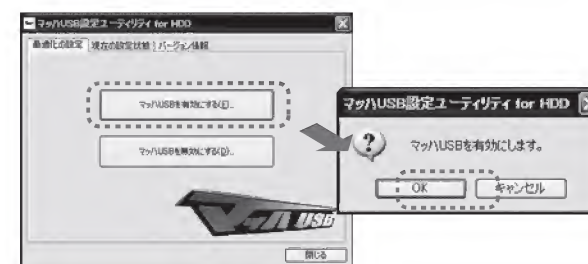 マッハUSB設定ユーティリティ for HDD
最適化の設定 現在の設定状態 バージョン情報
マッハUSBを有効にする(E)...
マッハUSBを無効にする(D)...
マッハ USB
閉じる
マッハUSB設定ユーティリティ for HDD
マッハUSBを有効にします。
OK キャンセル